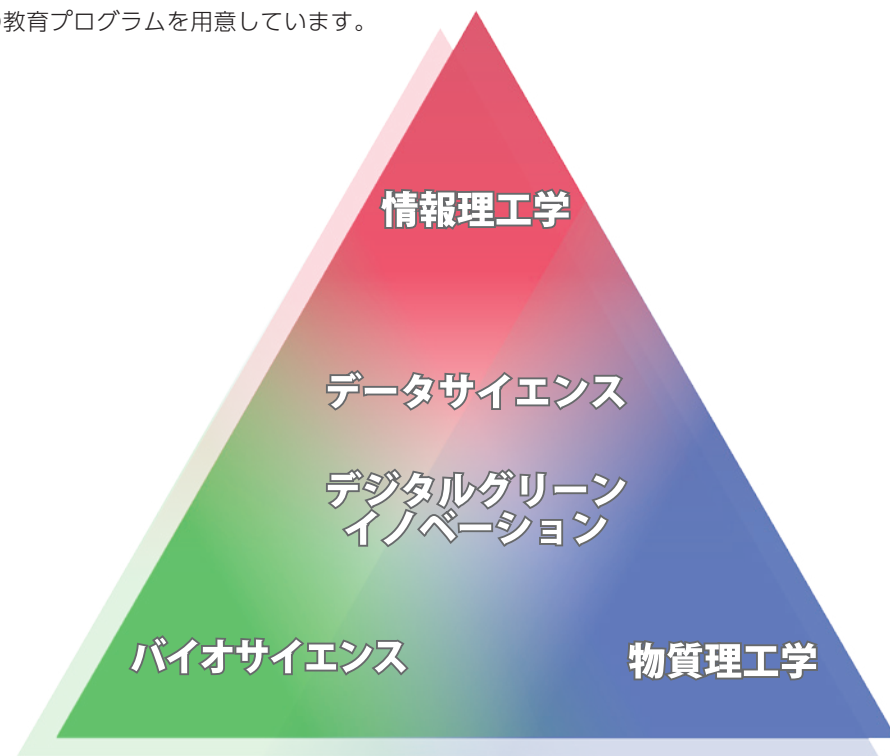 教育プログラムを用意しています。
情報理工学
データサイエンス
デジタルグリーン
イノベーション
バイオサイエンス
物質理工学